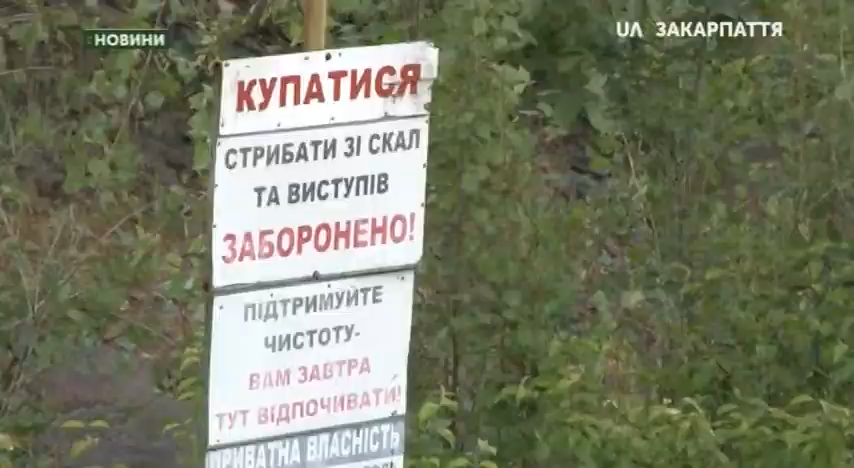 НОВИНИ
UA ЗАКАРПАТТЯ
КУПАТИСЯ
СТРИБАТИ ЗІ СКАЛ
ТА ВИСТУПІВ
ЗАБОРОНЕНО!
ПІДТРИМУЙТЕ
ЧИСТОТУ-
ВАМ ЗАВТРА
ТУТ ВІДПОЧИВАТИ!
ПРИВАТНА ВЛАСНІСТЬ